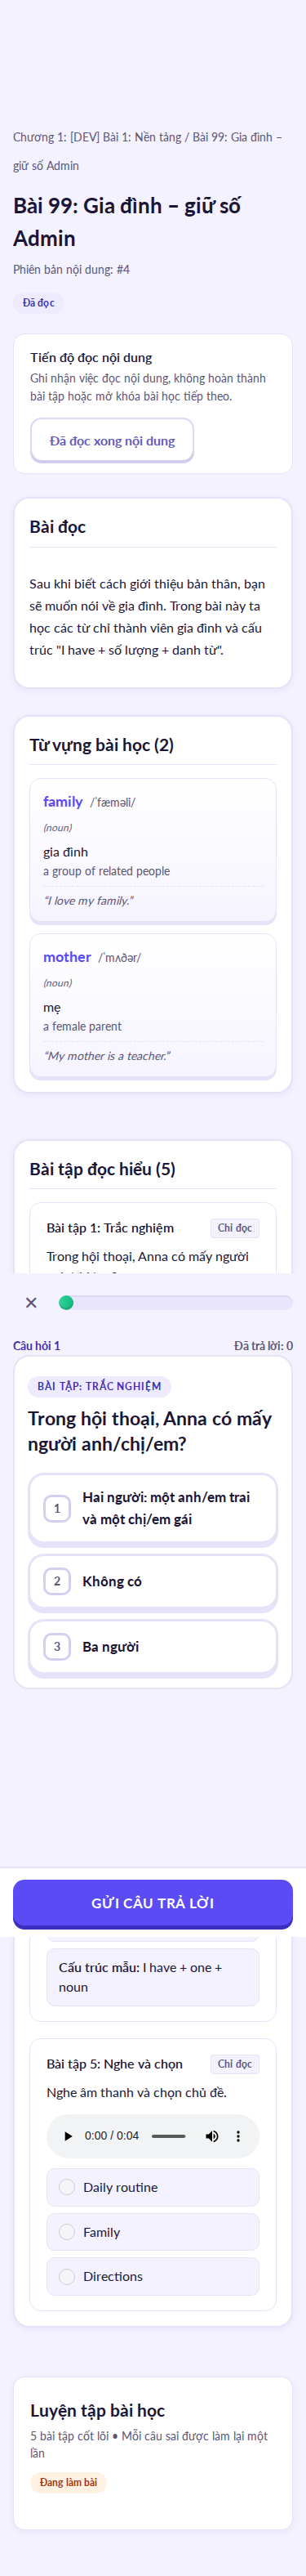 Chương 1: [DEV] Bài 1: Nền tảng / Bài 99: Gia đình –
giữ số Admin
Bài 99: Gia đình – giữ số
Admin
Phiên bản nội dung: #4
Đã đọc
Tiến độ đọc nội dung
Ghi nhận việc đọc nội dung, không hoàn thành
bài tập hoặc mở khóa bài học tiếp theo.
Đã đọc xong nội dung
Bài đọc
Sau khi biết cách giới thiệu bản thân, bạn
sẽ muốn nói về gia đình. Trong bài này ta
học các từ chỉ thành viên gia đình và cấu
trúc "I have + số lượng + danh từ".
Từ vựng bài học (2)
family /ˈfæməli/
(noun)
gia đình
a group of related people
“I love my family.”
mother /ˈmʌðər/
(noun)
mẹ
a female parent
“My mother is a teacher.”
Bài tập đọc hiểu (5)
Bài tập 1: Trắc nghiệm Chỉ đọc
Trong hội thoại, Anna có mấy người
Câu hỏi 1 Đã trả lời: 0
BÀI TẬP: TRẮC NGHIỆM
Trong hội thoại, Anna có mấy
người anh/chị/em?
1 Hai người: một anh/em trai
và một chị/em gái
2 Không có
3 Ba người
GỬI CÂU TRẢ LỜI
Cấu trúc mẫu: I have + one +
noun
Bài tập 5: Nghe và chọn Chỉ đọc
Nghe âm thanh và chọn chủ đề.
0:00 / 0:04
Daily routine
Family
Directions
Luyện tập bài học
5 bài tập cốt lõi • Mỗi câu sai được làm lại một
lần
Đang làm bài